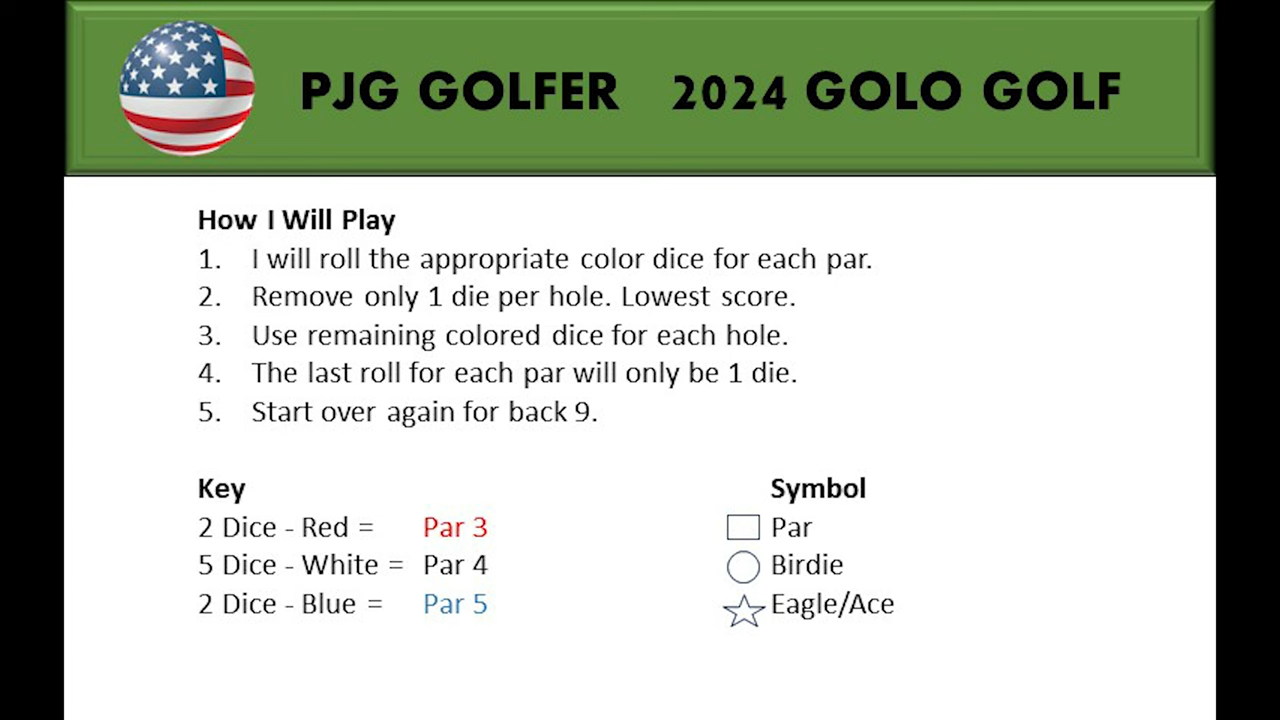 PJG GOLFER 2024 GOLO GOLF
How I Will Play
1. I will roll the appropriate color dice for each par.
2. Remove only 1 die per hole. Lowest score.
3. Use remaining colored dice for each hole.
4. The last roll for each par will only be 1 die.
5. Start over again for back 9.
Key Symbol
2 Dice - Red = Par 3 Par
5 Dice - White = Par 4 Birdie
2 Dice - Blue = Par 5 Eagle/Ace